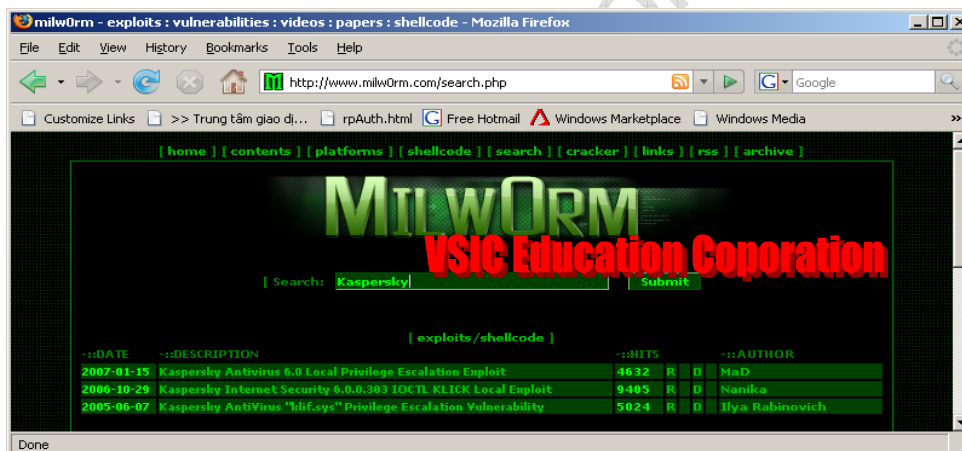 milw0rm - exploits : vulnerabilities : videos : papers : shellcode - Mozilla Firefox
File Edit View History Bookmarks Tools Help
http://www.milw0rm.com/search.php
G Google
Customize Links >> Trung tâm giao dị... rpAuth.html Free Hotmail Windows Marketplace Windows Media »
[ home ] [ contents ] [ platforms ] [ shellcode ] [ search ] [ cracker ] [ links ] [ rss ] [ archive ]
MILW0RM
VSIC Education Coporation
[ Search: Kaspersky Submit
[ exploits/shellcode ]
-::DATE -::DESCRIPTION -::HITS -::AUTHOR
2007-01-15 Kaspersky Antivirus 6.0 Local Privilege Escalation Exploit 4632 R D MaD
2006-10-29 Kaspersky Internet Security 6.0.0.303 IOCTL KLICK Local Exploit 9405 R D Nanika
2005-06-07 Kaspersky AntiVirus "klif.sys" Privilege Escalation Vulnerability 5024 R D Ilya Rabinovich
Done